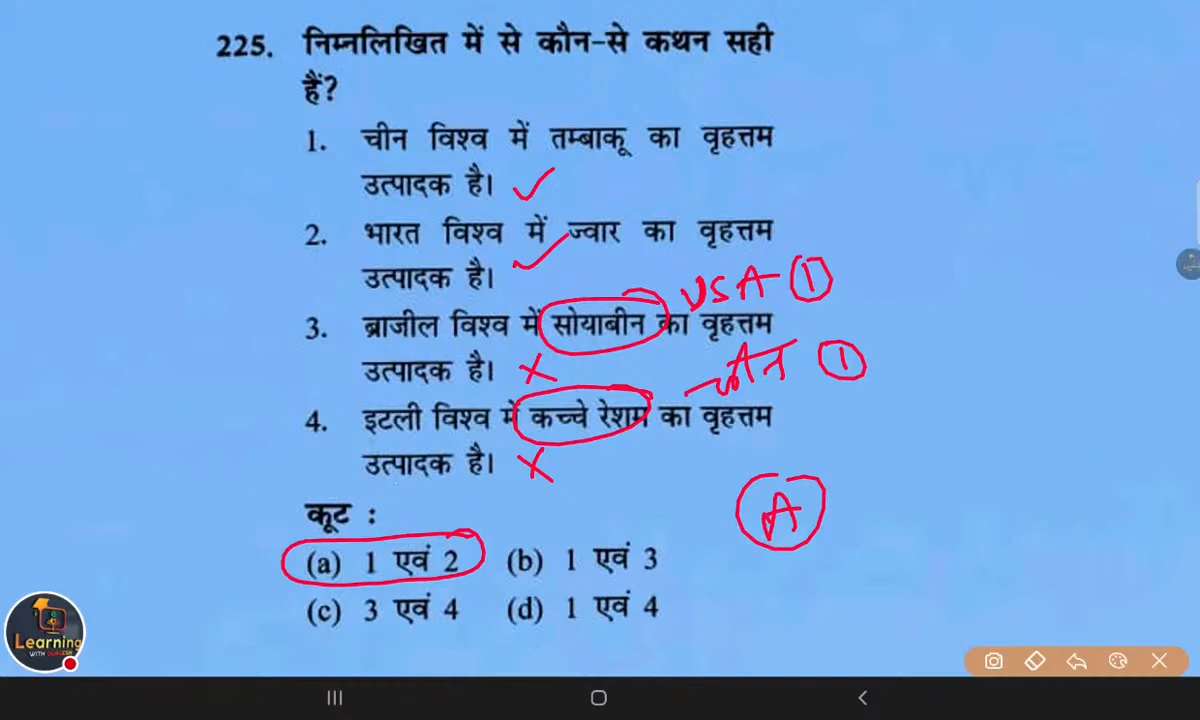 225. निम्नलिखित में से कौन-से कथन सही
हैं?
1. चीन विश्व में तम्बाकू का वृहत्तम
उत्पादक है।
2. भारत विश्व में ज्वार का वृहत्तम
उत्पादक है।
USA ①
3. ब्राजील विश्व में सोयाबीन का वृहत्तम
उत्पादक है।
चीन ①
4. इटली विश्व में कच्चे रेशम का वृहत्तम
उत्पादक है।
कूट :
A
(a) 1 एवं 2 (b) 1 एवं 3
(c) 3 एवं 4 (d) 1 एवं 4
Learning